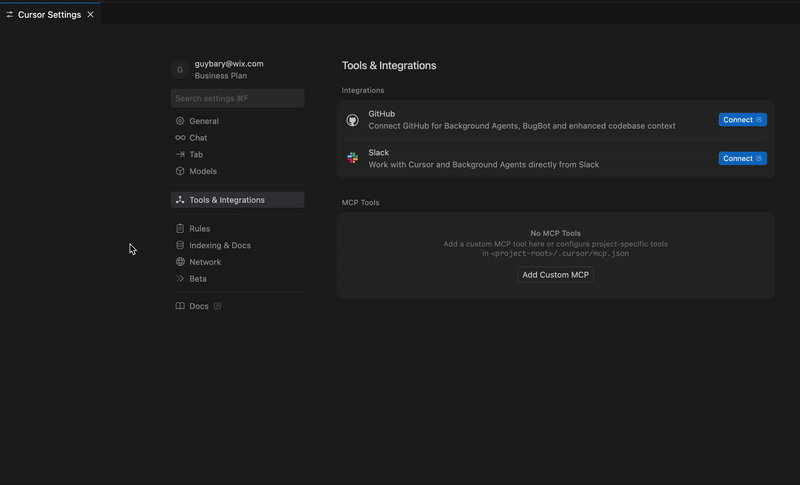 Cursor Settings
guybary@wix.com
Business Plan
Search settings ⌘F
General
Chat
Tab
Models
Tools & Integrations
Rules
Indexing & Docs
Network
Beta
Docs
Tools & Integrations
Integrations
GitHub
Connect GitHub for Background Agents, BugBot and enhanced codebase context
Connect
Slack
Work with Cursor and Background Agents directly from Slack
Connect
MCP Tools
No MCP Tools
Add a custom MCP tool here or configure project-specific tools
in <project-root>/.cursor/mcp.json
Add Custom MCP
G